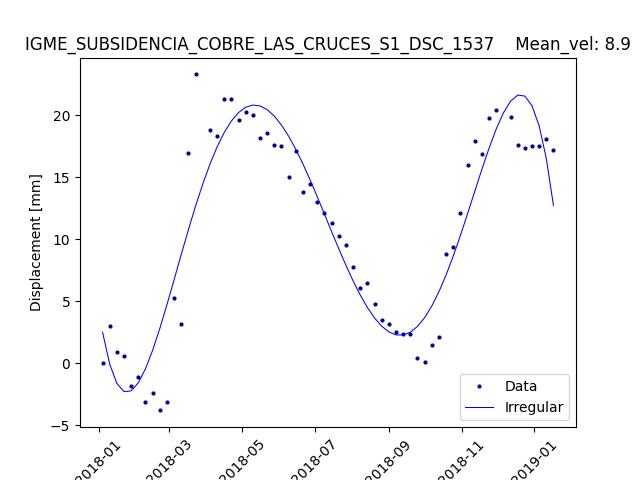 IGME_SUBSIDENCIA_COBRE_LAS_CRUCES_S1_DSC_1537 Mean_vel: 8.9
Displacement [mm]
20
15
10
5
0
−5
Data
Irregular
2018-01 2018-03 2018-05 2018-07 2018-09 2018-11 2019-01